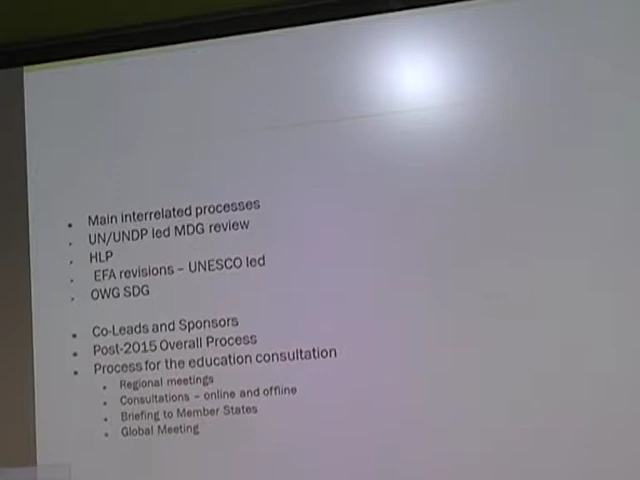 Main interrelated processes
UN/UNDP led MDG review
HLP
EFA revisions – UNESCO led
OWG SDG
Co-Leads and Sponsors
Post-2015 Overall Process
Process for the education consultation
Regional meetings
Consultations – online and offline
Briefing to Member States
Global Meeting